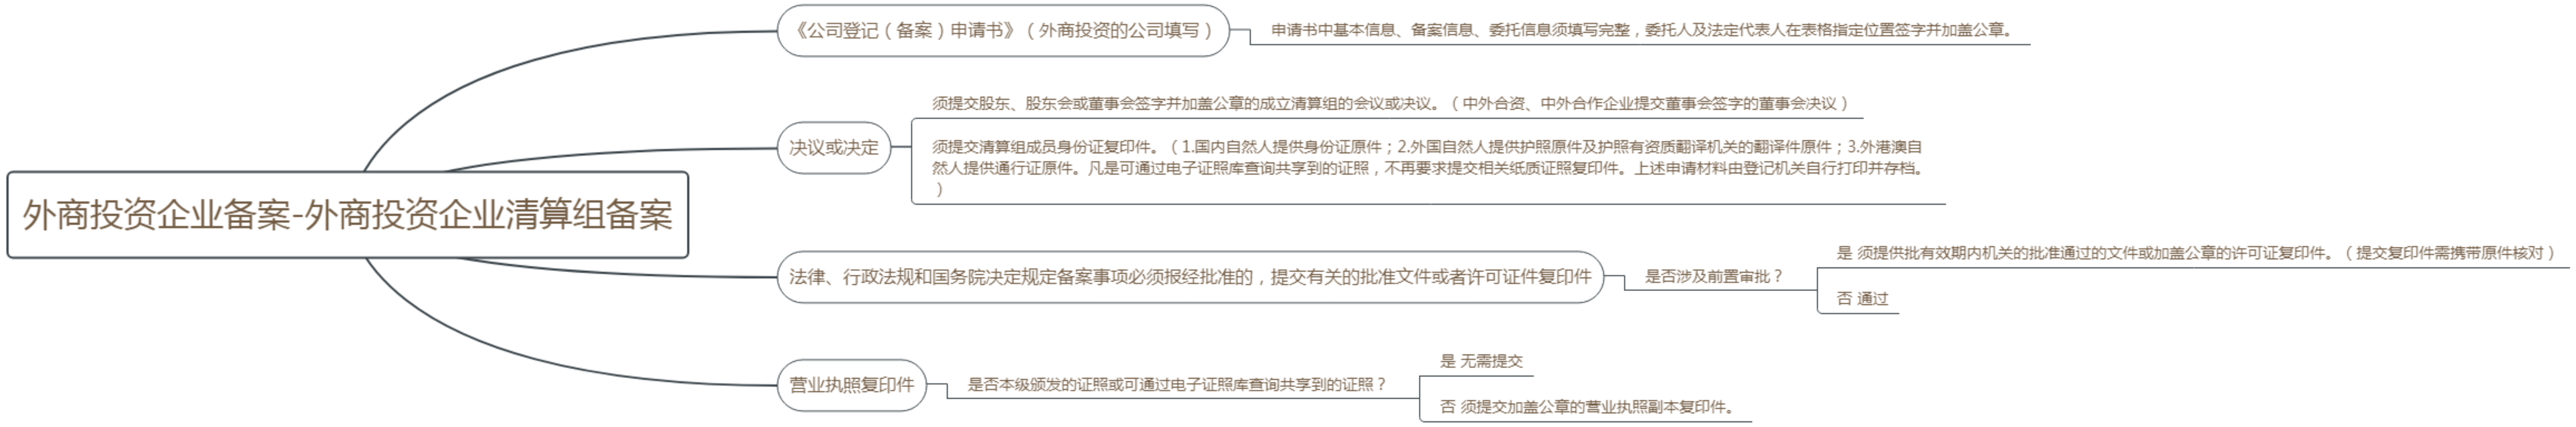 《公司登记（备案）申请书》（外商投资的公司填写）
申请书中基本信息、备案信息、委托信息须填写完整，委托人及法定代表人在表格指定位置签字并加盖公章。
须提交股东、股东会或董事会签字并加盖公章的成立清算组的会议或决议。（中外合资、中外合作企业提交董事会签字的董事会决议）
决议或决定
须提交清算组成员身份证复印件。（1.国内自然人提供身份证原件；2.外国自然人提供护照原件及护照有资质翻译机关的翻译件原件；3.外港澳自
然人提供通行证原件。凡是可通过电子证照库查询共享到的证照，不再要求提交相关纸质证照复印件。上述申请材料由登记机关自行打印并存档。
）
外商投资企业备案-外商投资企业清算组备案
法律、行政法规和国务院决定规定备案事项必须报经批准的，提交有关的批准文件或者许可证件复印件
是否涉及前置审批？
是 须提供批有效期内机关的批准通过的文件或加盖公章的许可证复印件。（提交复印件需携带原件核对）
否 通过
营业执照复印件
是否本级颁发的证照或可通过电子证照库查询共享到的证照？
是 无需提交
否 须提交加盖公章的营业执照副本复印件。